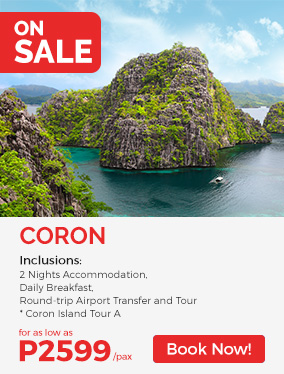 ON
SALE
CORON
Inclusions:
2 Nights Accommodation,
Daily Breakfast,
Round-trip Airport Transfer and Tour
* Coron Island Tour A
for as low as
P2599 /pax
Book Now!